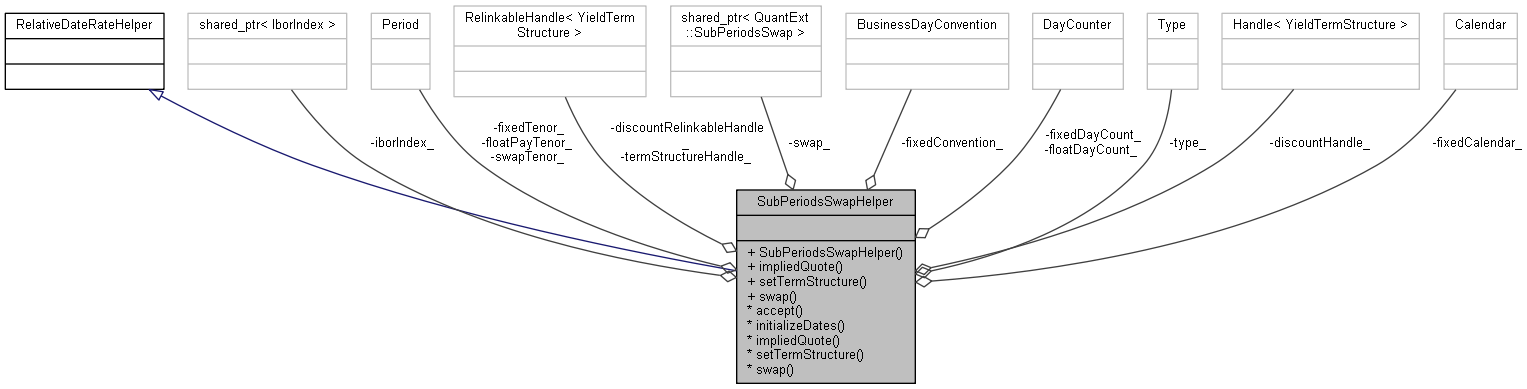 RelativeDateRateHelper
shared_ptr< IborIndex >
Period
RelinkableHandle< YieldTerm
Structure >
shared_ptr< QuantExt
::SubPeriodsSwap >
BusinessDayConvention
DayCounter
Type
Handle< YieldTermStructure >
Calendar
-iborIndex_
-fixedTenor_
-floatPayTenor_
-swapTenor_
-discountRelinkableHandle
_
-termStructureHandle_
-swap_
-fixedConvention_
-fixedDayCount_
-floatDayCount_
-type_
-discountHandle_
-fixedCalendar_
SubPeriodsSwapHelper
+ SubPeriodsSwapHelper()
+ impliedQuote()
+ setTermStructure()
+ swap()
* accept()
* initializeDates()
* impliedQuote()
* setTermStructure()
* swap()